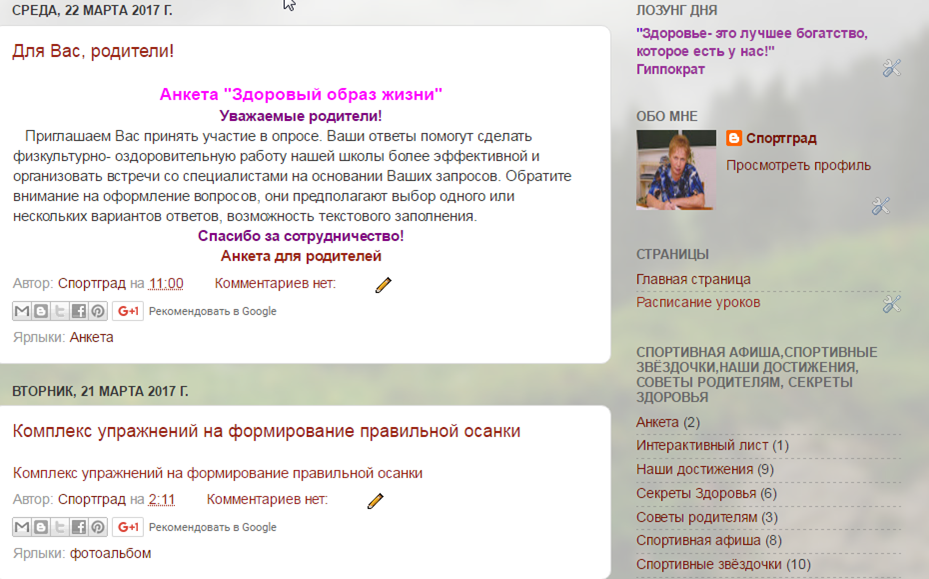 СРЕДА, 22 МАРТА 2017 Г.
Для Вас, родители!
Анкета "Здоровый образ жизни"
Уважаемые родители!
Приглашаем Вас принять участие в опросе. Ваши ответы помогут сделать
физкультурно- оздоровительную работу нашей школы более эффективной и
организовать встречи со специалистами на основании Ваших запросов. Обратите
внимание на оформление вопросов, они предполагают выбор одного или
нескольких вариантов ответов, возможность текстового заполнения.
Спасибо за сотрудничество!
Анкета для родителей
Автор: Спортград на 11:00 Комментариев нет:
G+1 Рекомендовать в Google
Ярлыки: Анкета
ВТОРНИК, 21 МАРТА 2017 Г.
Комплекс упражнений на формирование правильной осанки
Комплекс упражнений на формирование правильной осанки
Автор: Спортград на 2:11 Комментариев нет:
G+1 Рекомендовать в Google
Ярлыки: фотоальбом
ЛОЗУНГ ДНЯ
"Здоровье- это лучшее богатство,
которое есть у нас!"
Гиппократ
ОБО МНЕ
Спортград
Просмотреть профиль
СТРАНИЦЫ
Главная страница
Расписание уроков
СПОРТИВНАЯ АФИША,СПОРТИВНЫЕ
ЗВЁЗДОЧКИ,НАШИ ДОСТИЖЕНИЯ,
СОВЕТЫ РОДИТЕЛЯМ, СЕКРЕТЫ
ЗДОРОВЬЯ
Анкета (2)
Интерактивный лист (1)
Наши достижения (9)
Секреты Здоровья (6)
Советы родителям (3)
Спортивная афиша (8)
Спортивные звёздочки (10)